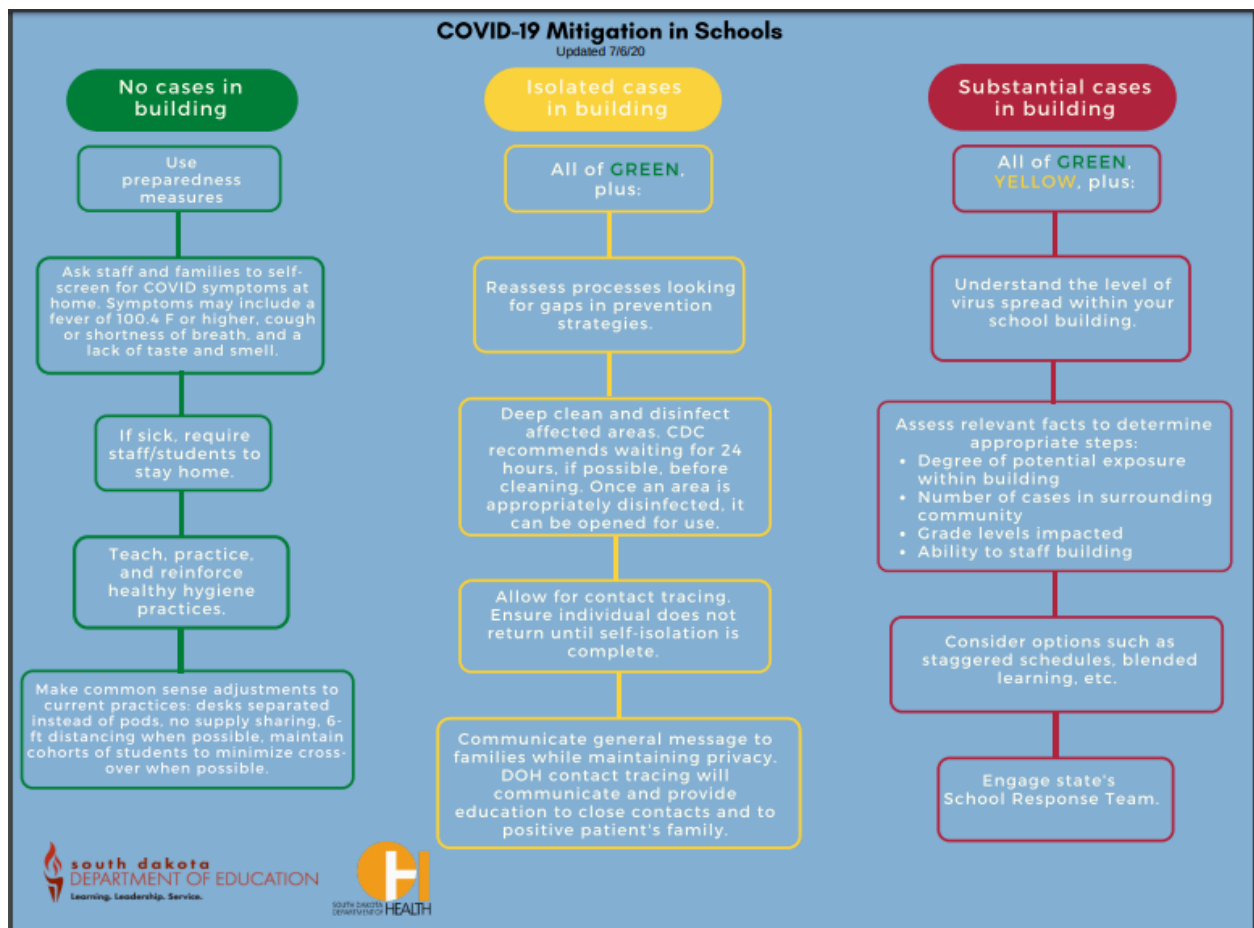 COVID-19 Mitigation in Schools
Updated 7/6/20
No cases in
building
Use
preparedness
measures
Ask staff and families to self-
screen for COVID symptoms at
home. Symptoms may include a
fever of 100.4 F or higher, cough
or shortness of breath, and a
lack of taste and smell.
If sick, require
staff/students to
stay home.
Teach, practice,
and reinforce
healthy hygiene
practices.
Make common sense adjustments to
current practices: desks separated
instead of pods, no supply sharing, 6-
ft distancing when possible, maintain
cohorts of students to minimize cross-
over when possible.
Isolated cases
in building
All of GREEN,
plus:
Reassess processes looking
for gaps in prevention
strategies.
Deep clean and disinfect
affected areas. CDC
recommends waiting for 24
hours, if possible, before
cleaning. Once an area is
appropriately disinfected, it
can be opened for use.
Allow for contact tracing.
Ensure individual does not
return until self-isolation is
complete.
Communicate general message to
families while maintaining privacy.
DOH contact tracing will
communicate and provide
education to close contacts and to
positive patient's family.
Substantial cases
in building
All of GREEN,
YELLOW, plus:
Understand the level of
virus spread within your
school building.
Assess relevant facts to determine
appropriate steps:
• Degree of potential exposure
within building
• Number of cases in surrounding
community
• Grade levels impacted
• Ability to staff building
Consider options such as
staggered schedules, blended
learning, etc.
Engage state's
School Response Team.
south dakota
DEPARTMENT OF EDUCATION
Learning. Leadership. Service.
SOUTH DAKOTA
DEPARTMENT OF HEALTH